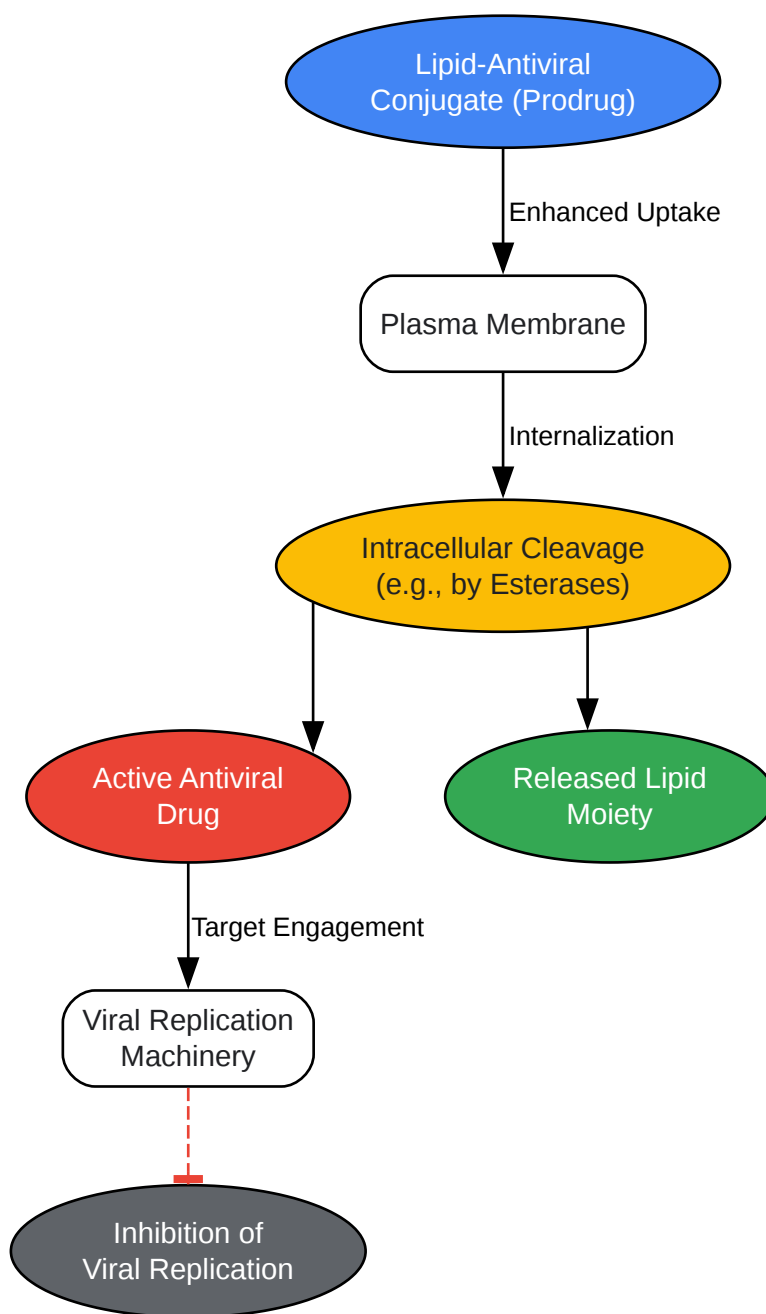 Lipid-Antiviral
Conjugate (Prodrug)
Enhanced Uptake
Plasma Membrane
Internalization
Intracellular Cleavage
(e.g., by Esterases)
Active Antiviral
Drug
Released Lipid
Moiety
Target Engagement
Viral Replication
Machinery
Inhibition of
Viral Replication